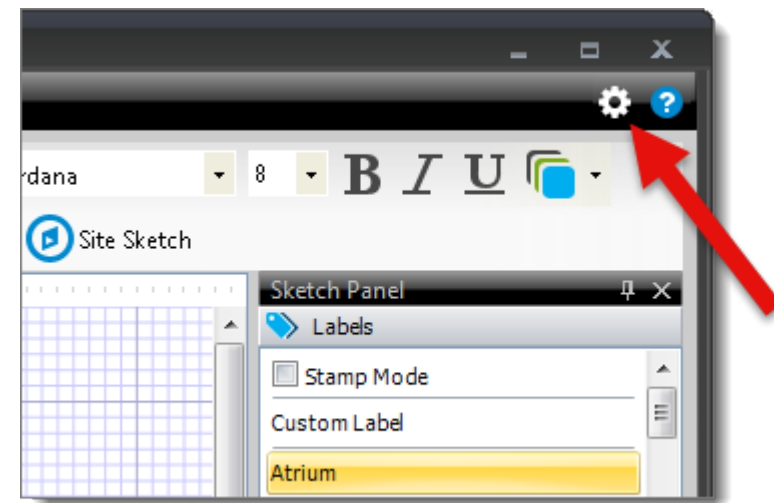 rdana 8 B I U
Site Sketch
Sketch Panel
Labels
Stamp Mode
Custom Label
Atrium